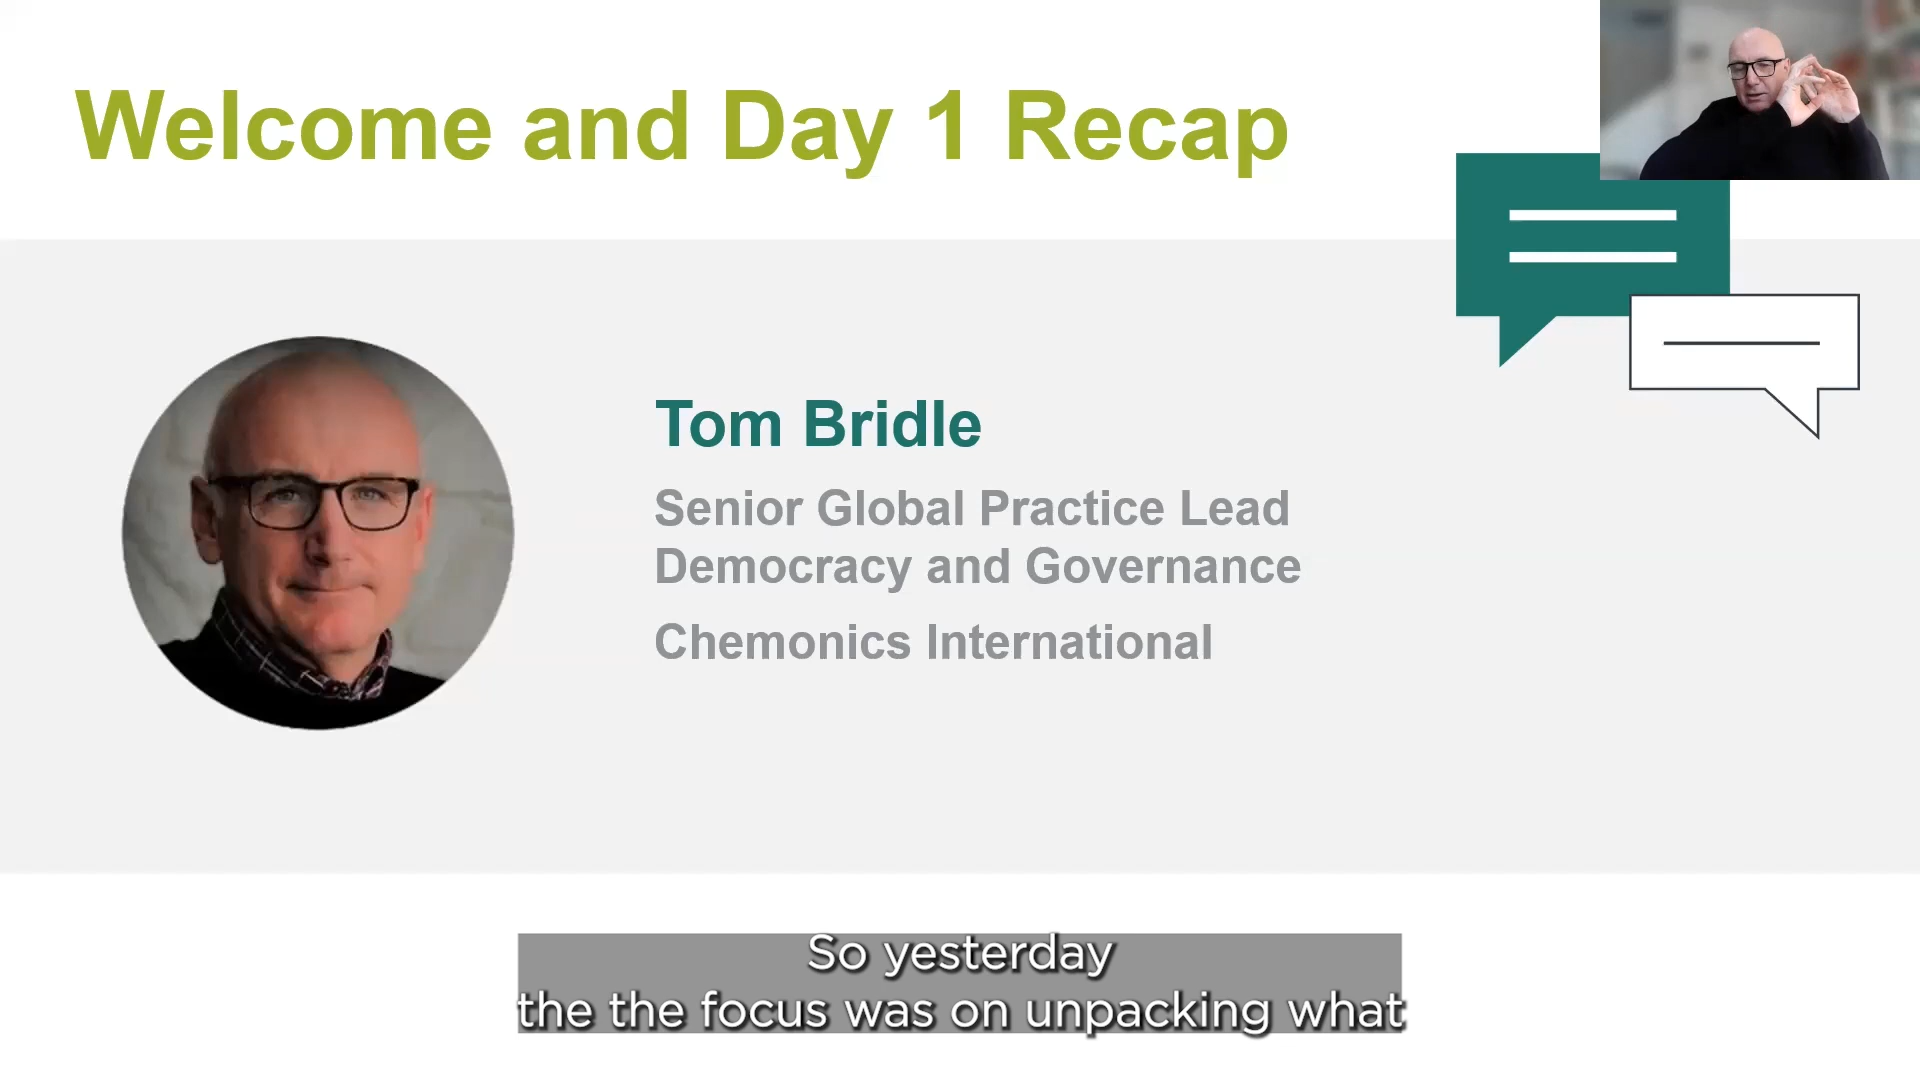 Welcome and Day 1 Recap
Tom Bridle
Senior Global Practice Lead
Democracy and Governance
Chemonics International
So yesterday
the the focus was on unpacking what